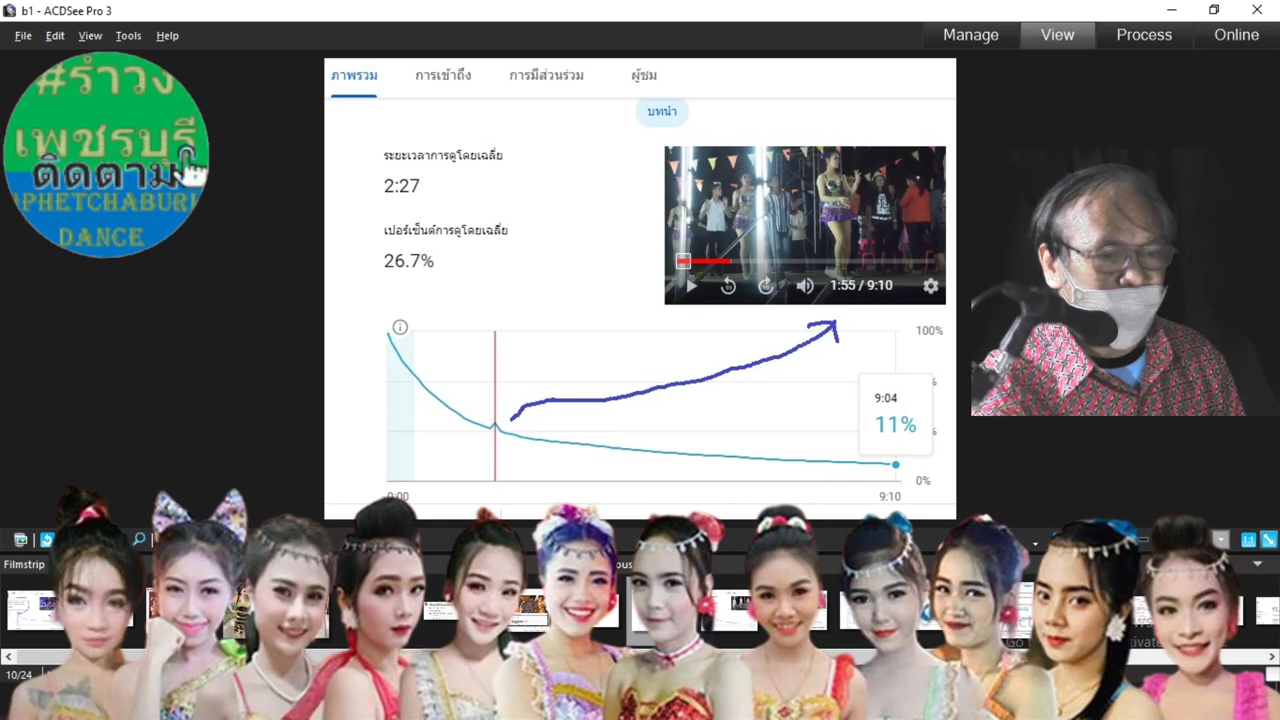 b1 - ACDSee Pro 3
File Edit View Tools Help
Manage View Process Online
#รำวง
เพชรบุรี
ติดตาม
#PHETCHABURI
DANCE
ภาพรวม การเข้าถึง การมีส่วนร่วม ผู้ชม
บทนำ
ระยะเวลาการดูโดยเฉลี่ย
2:27
เปอร์เซ็นต์การดูโดยเฉลี่ย
26.7%
1:55 / 9:10
100%
9:04
11%
0%
0:00 9:10
Filmstrip
10/24